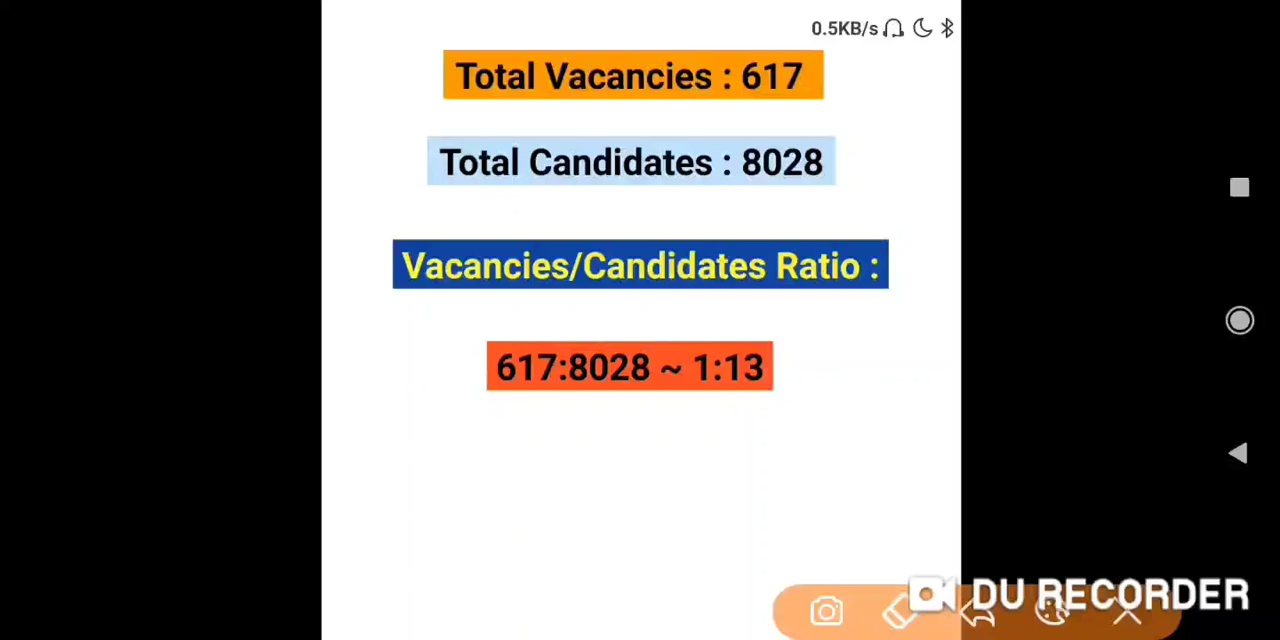 0.5KB/s
Total Vacancies : 617
Total Candidates : 8028
Vacancies/Candidates Ratio :
617:8028 ~ 1:13
DU RECORDER